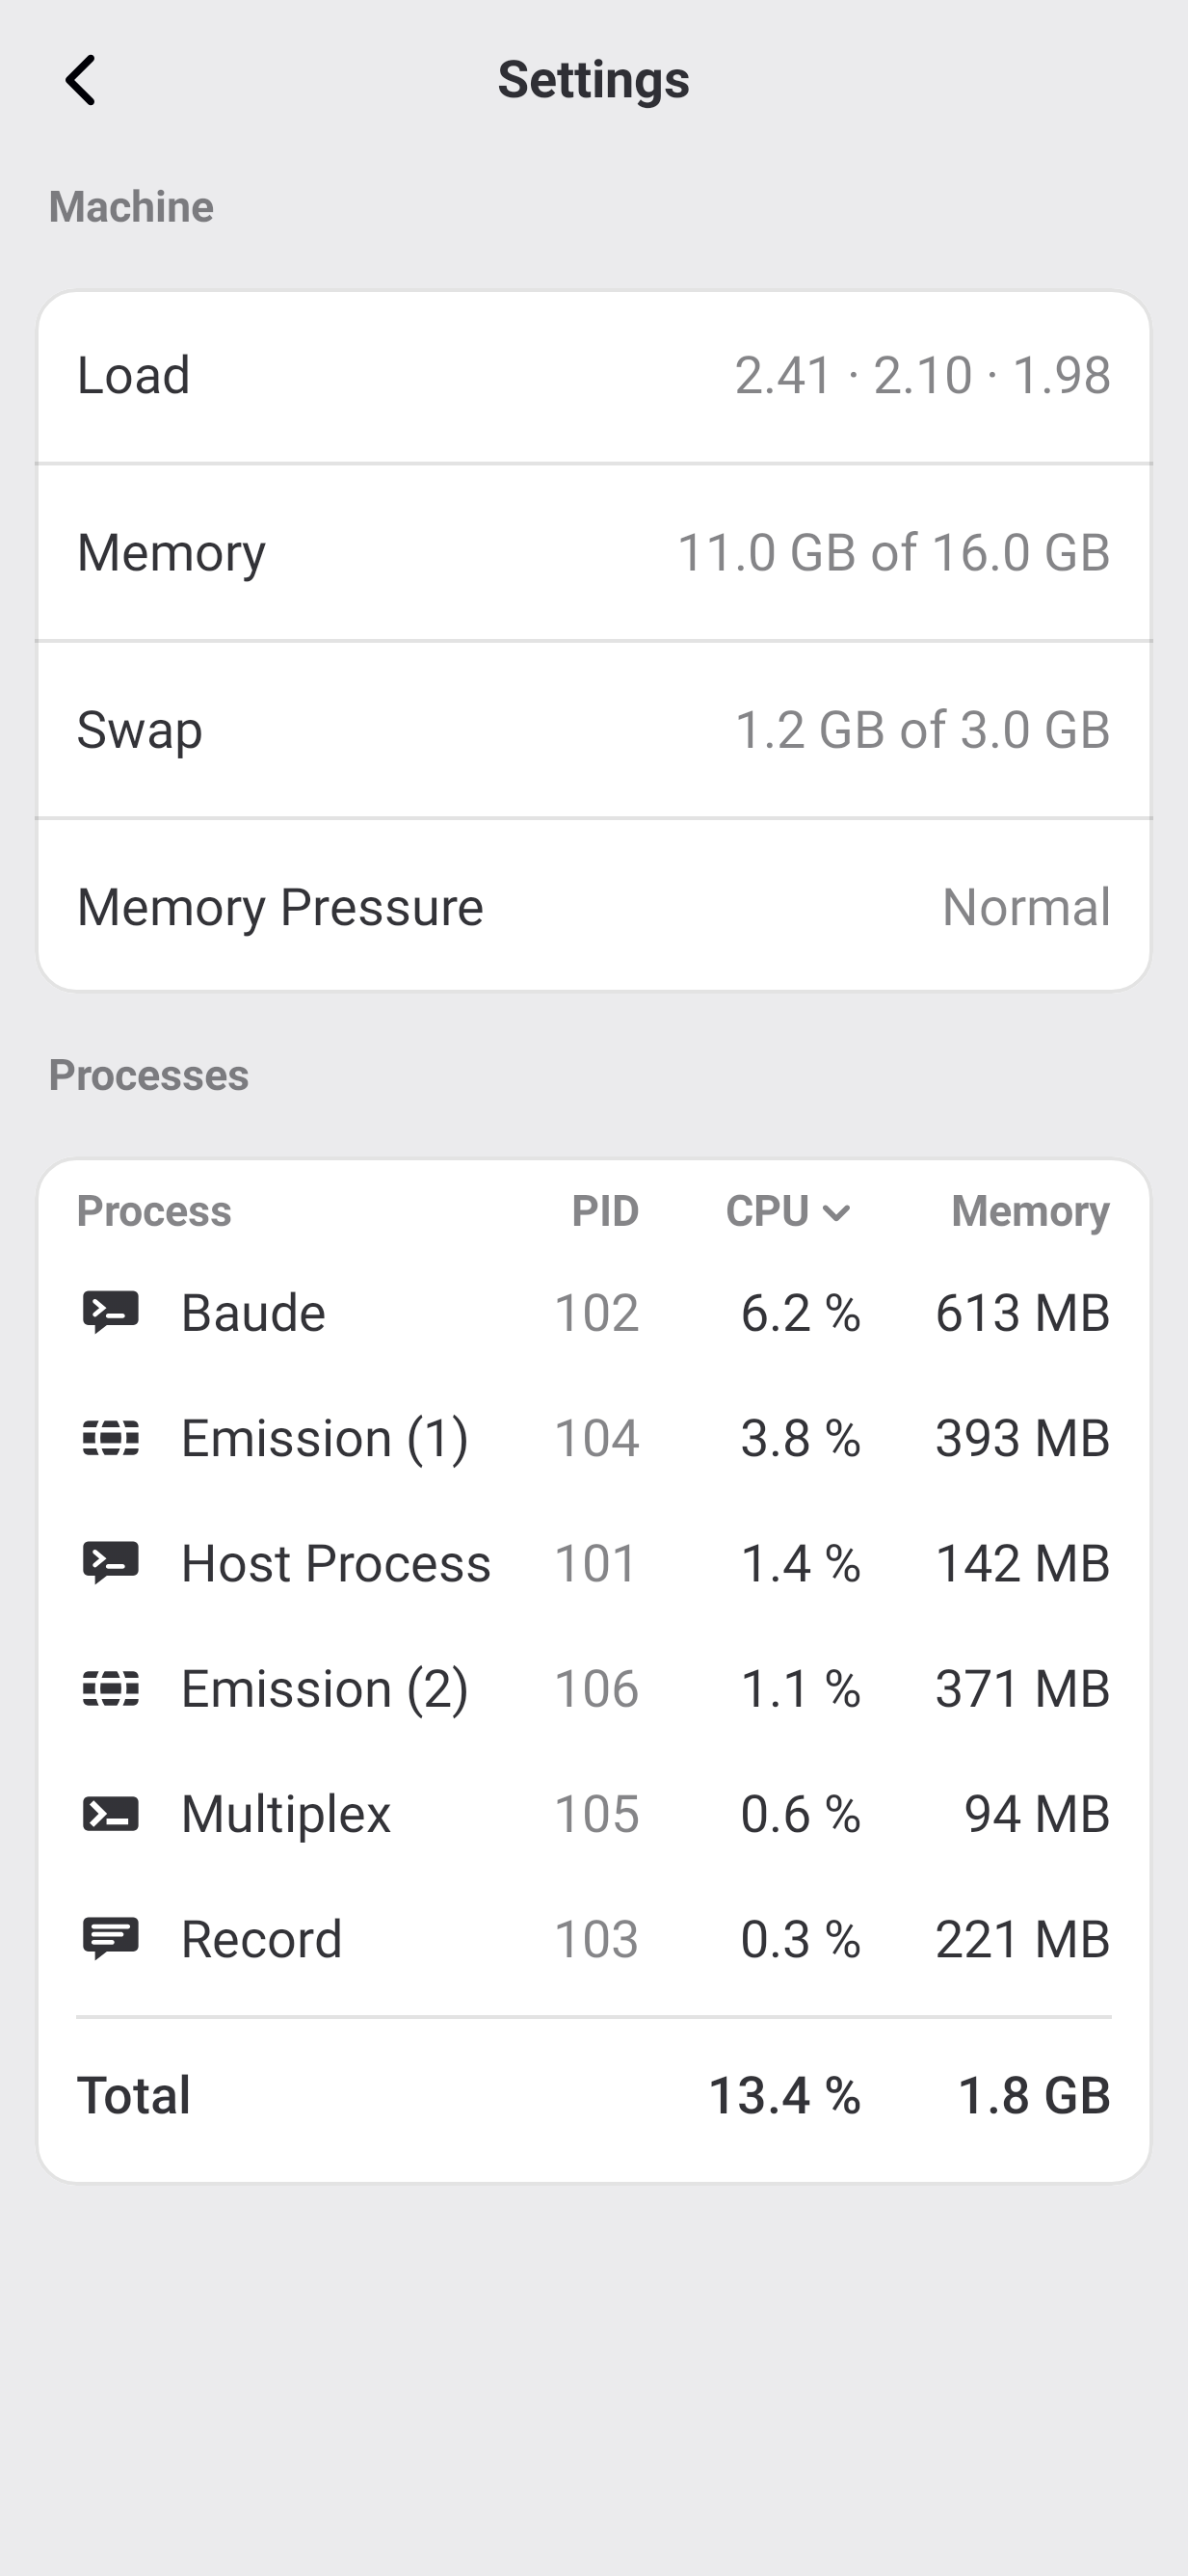 Settings
Machine
Load 2.41 · 2.10 · 1.98
Memory 11.0 GB of 16.0 GB
Swap 1.2 GB of 3.0 GB
Memory Pressure Normal
Processes
Process PID CPU Memory
Baude 102 6.2 % 613 MB
Emission (1) 104 3.8 % 393 MB
Host Process 101 1.4 % 142 MB
Emission (2) 106 1.1 % 371 MB
Multiplex 105 0.6 % 94 MB
Record 103 0.3 % 221 MB
Total 13.4 % 1.8 GB